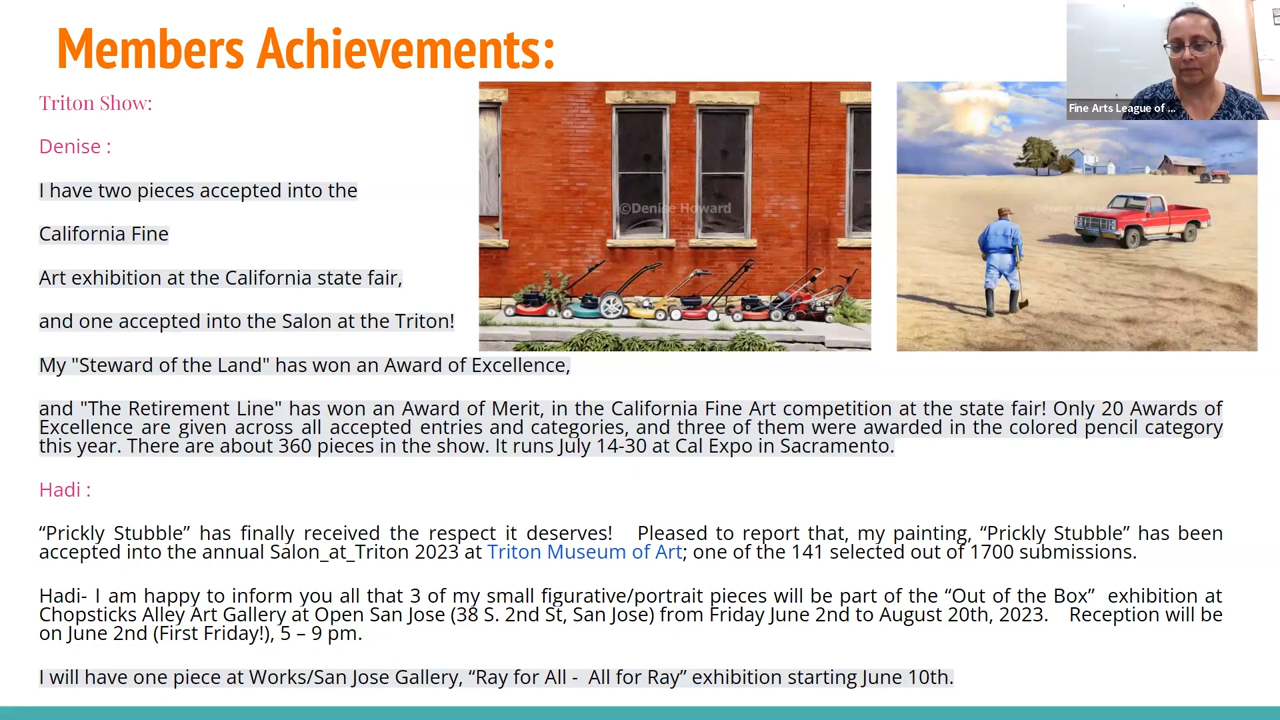 Members Achievements:
Triton Show:
Denise :
I have two pieces accepted into the
California Fine
Art exhibition at the California state fair,
and one accepted into the Salon at the Triton!
My "Steward of the Land" has won an Award of Excellence,
and "The Retirement Line" has won an Award of Merit, in the California Fine Art competition at the state fair! Only 20 Awards of
Excellence are given across all accepted entries and categories, and three of them were awarded in the colored pencil category
this year. There are about 360 pieces in the show. It runs July 14-30 at Cal Expo in Sacramento.
Hadi :
“Prickly Stubble” has finally received the respect it deserves! Pleased to report that, my painting, “Prickly Stubble” has been
accepted into the annual Salon_at_Triton 2023 at Triton Museum of Art; one of the 141 selected out of 1700 submissions.
Hadi- I am happy to inform you all that 3 of my small figurative/portrait pieces will be part of the “Out of the Box” exhibition at
Chopsticks Alley Art Gallery at Open San Jose (38 S. 2nd St, San Jose) from Friday June 2nd to August 20th, 2023. Reception will be
on June 2nd (First Friday!), 5 – 9 pm.
I will have one piece at Works/San Jose Gallery, “Ray for All - All for Ray” exhibition starting June 10th.
©Denise Howard
Fine Arts League of ...